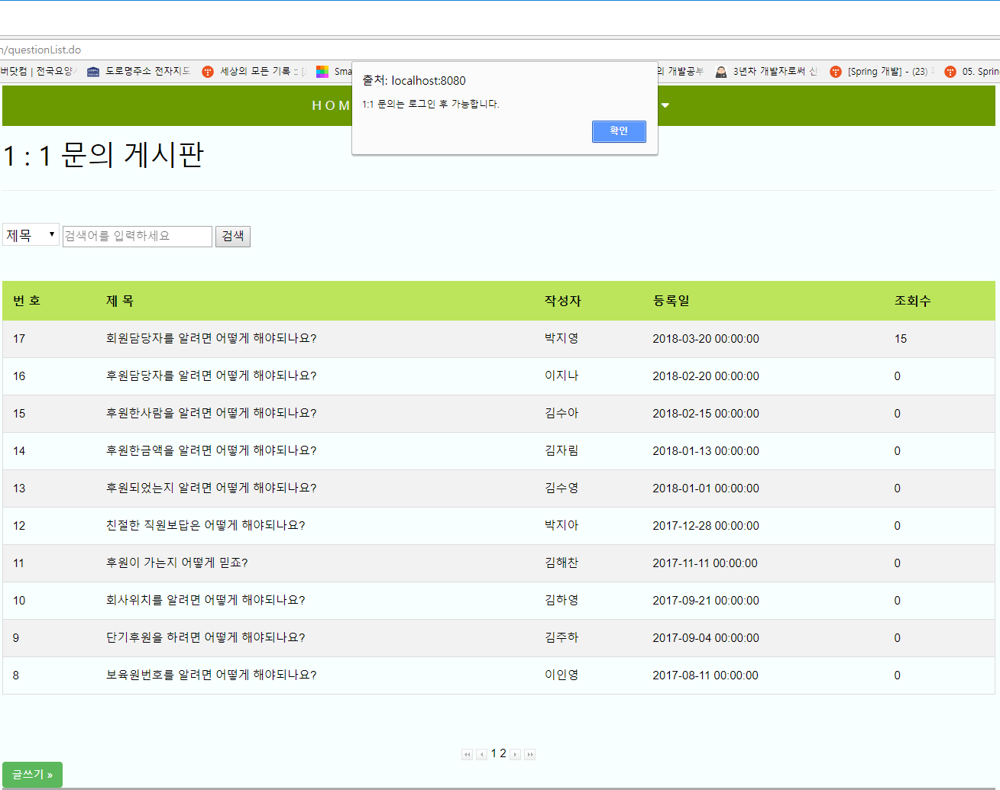 n/questionList.do
버닷컴 | 전국요양 도로명주소 전자지도 세상의 모든 기록 :: Sma 의 개발공부 3년차 개발자로써 신 [Spring 개발] - (23) 05. Sprin
출처: localhost:8080
1:1 문의는 로그인 후 가능합니다.
확인
HOM
1 : 1 문의 게시판
제목 검색어를 입력하세요 검색
번 호 제 목 작성자 등록일 조회수
17 회원담당자를 알려면 어떻게 해야되나요? 박지영 2018-03-20 00:00:00 15
16 후원담당자를 알려면 어떻게 해야되나요? 이지나 2018-02-20 00:00:00 0
15 후원한사람을 알려면 어떻게 해야되나요? 김수아 2018-02-15 00:00:00 0
14 후원한금액을 알려면 어떻게 해야되나요? 김자림 2018-01-13 00:00:00 0
13 후원되었는지 알려면 어떻게 해야되나요? 김수영 2018-01-01 00:00:00 0
12 친절한 직원보답은 어떻게 해야되나요? 박지아 2017-12-28 00:00:00 0
11 후원이 가는지 어떻게 믿죠? 김해찬 2017-11-11 00:00:00 0
10 회사위치를 알려면 어떻게 해야되나요? 김하영 2017-09-21 00:00:00 0
9 단기후원을 하려면 어떻게 해야되나요? 김주하 2017-09-04 00:00:00 0
8 보육원번호를 알려면 어떻게 해야되나요? 이인영 2017-08-11 00:00:00 0
1 2
글쓰기 »